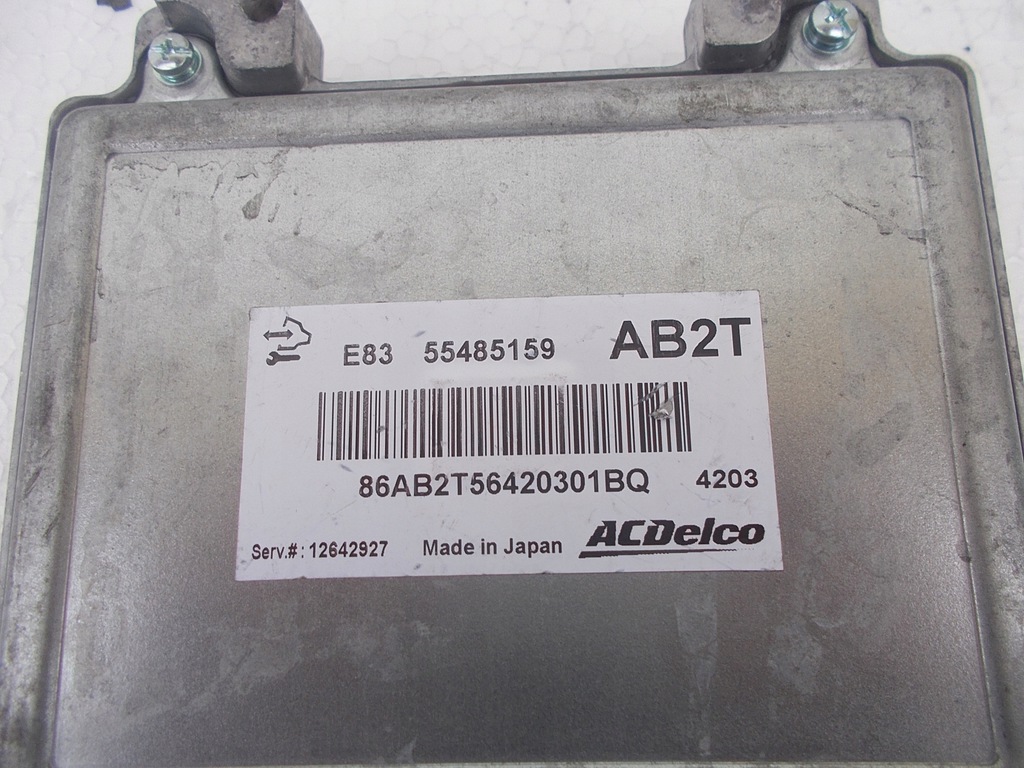 E83 55485159 AB2T
86AB2T56420301BQ 4203
Serv.#: 12642927 Made in Japan ACDelco